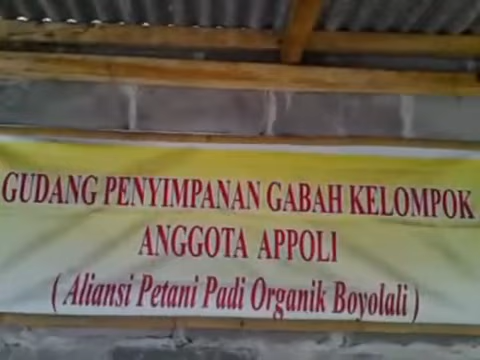 GUDANG PENYIMPANAN GABAH KELOMPOK
ANGGOTA APPOLI
( Aliansi Petani Padi Organik Boyolali )